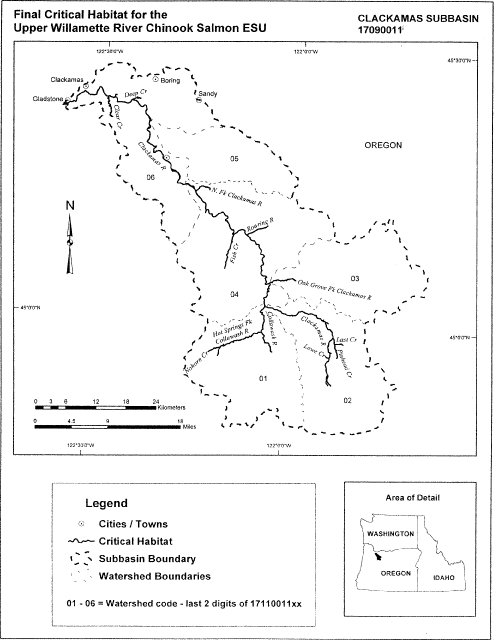 Final Critical Habitat for the
Upper Willamette River Chinook Salmon ESU
CLACKAMAS SUBBASIN
17090011
122°30'0"W
122°0'0"W
45°30'0"N
Clackamas
Boring
Gladstone
Deep Cr
Sandy
Clear Cr
OREGON
Clackamas R
05
06
N. Fk Clackamas R
Roaring R
N
Fish Cr
03
Oak Grove Fk Clackamas R
04
45°0'0"N
Clackamas R
Hot Springs Fk
Collawash R
Collawash R
Last Cr
45°0'0"N
Lowe Cr
Pinhead Cr
01
02
0 3 6 12 18 24
Kilometers
0 4.5 9 18
Miles
122°30'0"W
122°0'0"W
Legend
Cities / Towns
Critical Habitat
Subbasin Boundary
Watershed Boundaries
01 - 06 = Watershed code - last 2 digits of 17110011xx
Area of Detail
WASHINGTON
OREGON
IDAHO